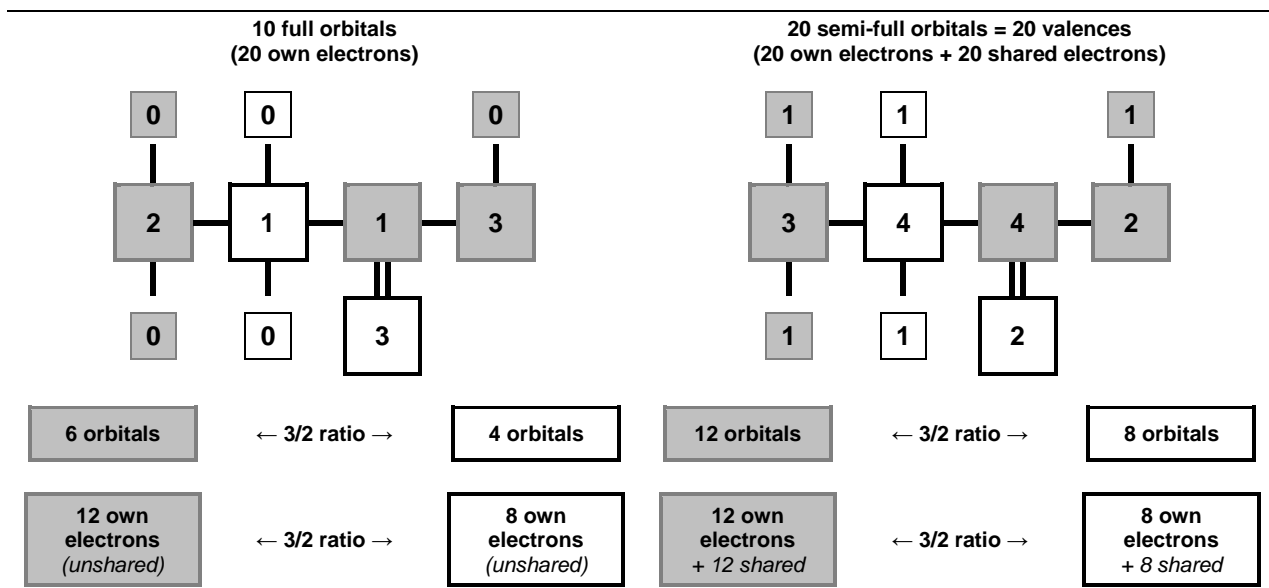 10 full orbitals
(20 own electrons)
20 semi-full orbitals = 20 valences
(20 own electrons + 20 shared electrons)
0 0 0
1 1 1
2 1 1 3
3 4 4 2
0 0 3
1 1 2
6 orbitals
← 3/2 ratio →
4 orbitals
12 orbitals
← 3/2 ratio →
8 orbitals
12 own
electrons
(unshared)
← 3/2 ratio →
8 own
electrons
(unshared)
12 own
electrons
+ 12 shared
← 3/2 ratio →
8 own
electrons
+ 8 shared